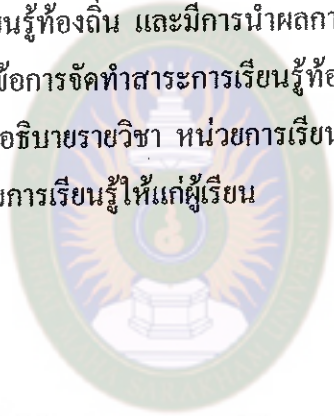 ยนรู้ท้องถิ่น และมีการนำผลกา
ข้อการจัดทำสาระการเรียนรู้ท้อ
อธิบายรายวิชา หน่วยการเรียน
การเรียนรู้ให้แก่ผู้เรียน